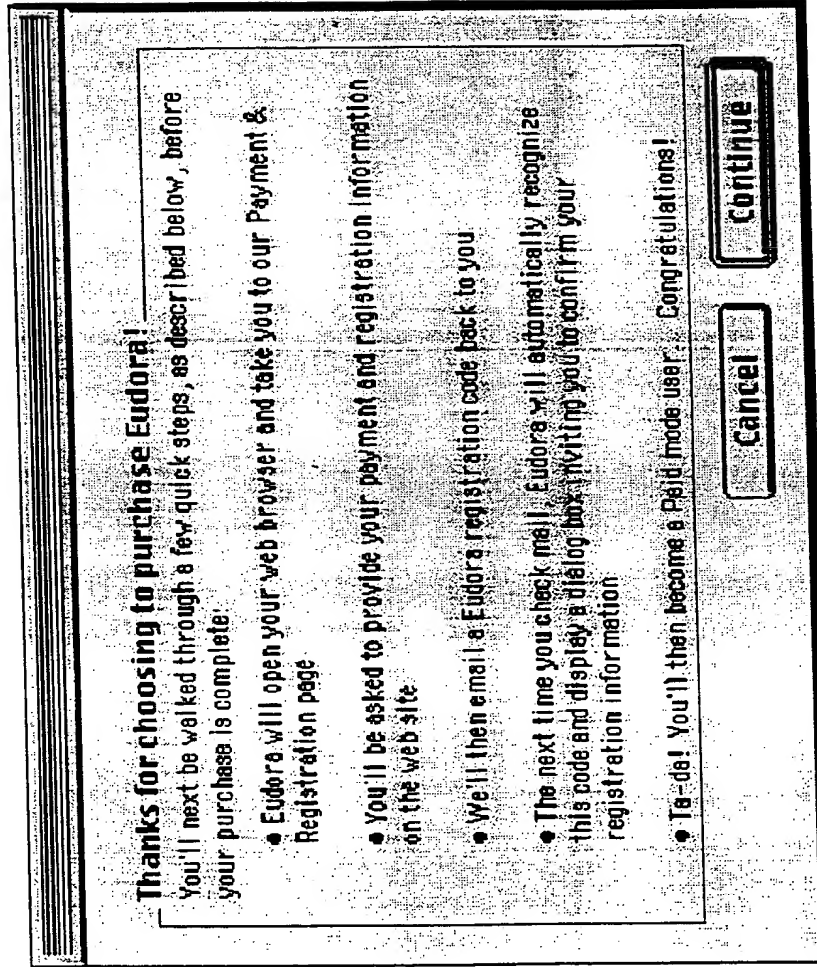 Thanks for choosing to purchase Eudora!
You'll next be walked through a few quick steps, as described below, before
your purchase is complete:
● Eudora will open your web browser and take you to our Payment &
Registration page
● You'll be asked to provide your payment and registration information
on the web site
● We'll then email a Eudora registration code back to you
● The next time you check mail, Eudora will automatically recognize
this code and display a dialog box inviting you to confirm your
registration information
● Ta-da! You'll then become a Paid mode user... Congratulations!
Cancel
Continue